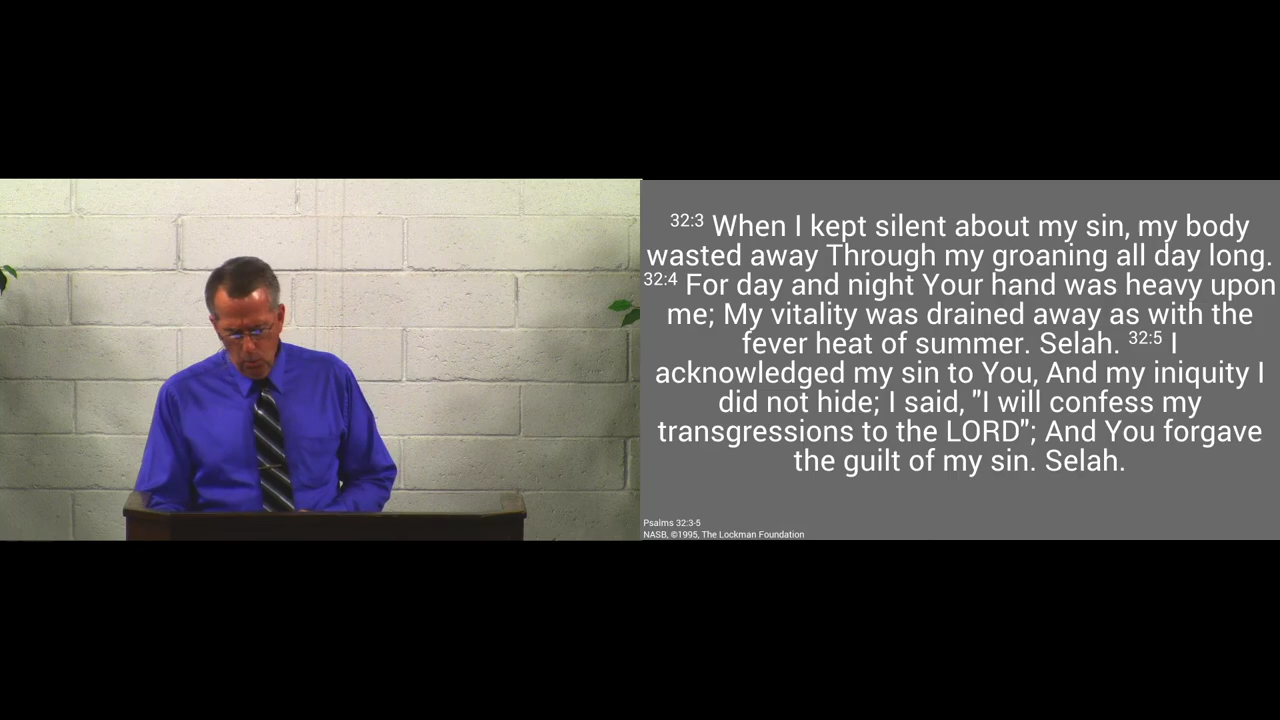 32:3 When I kept silent about my sin, my body
wasted away Through my groaning all day long.
32:4 For day and night Your hand was heavy upon
me; My vitality was drained away as with the
fever heat of summer. Selah. 32:5 I
acknowledged my sin to You, And my iniquity I
did not hide; I said, "I will confess my
transgressions to the LORD"; And You forgave
the guilt of my sin. Selah.
Psalms 32:3-5
NASB, ©1995, The Lockman Foundation